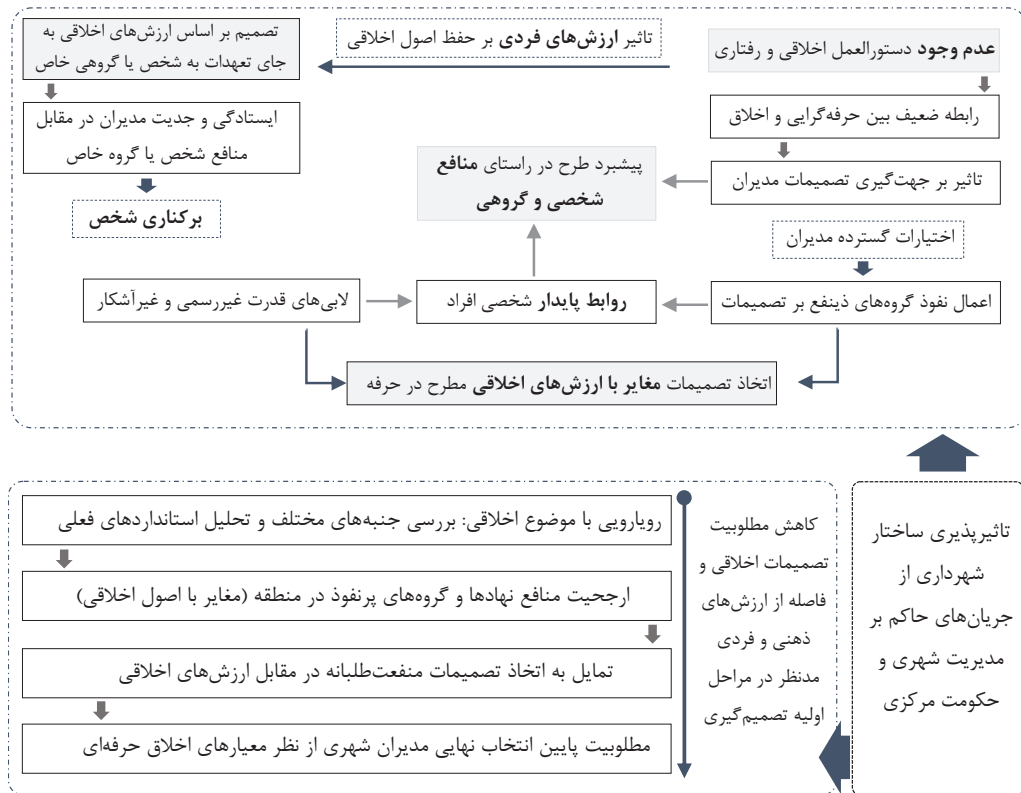 عدم وجود دستورالعمل اخلاقی و رفتاری
تاثیر ارزش‌های فردی بر حفظ اصول اخلاقی
تصمیم بر اساس ارزش‌های اخلاقی به
جای تعهدات به شخص یا گروهی خاص
رابطه ضعیف بین حرفه‌گرایی و اخلاق
ایستادگی و جدیت مدیران در مقابل
منافع شخص یا گروه خاص
تاثیر بر جهت‌گیری تصمیمات مدیران
پیشبرد طرح در راستای منافع
شخصی و گروهی
برکناری شخص
اختیارات گسترده مدیران
اعمال نفوذ گروه‌های ذینفع بر تصمیمات
روابط پایدار شخصی افراد
لابی‌های قدرت غیررسمی و غیرآشکار
اتخاذ تصمیمات مغایر با ارزش‌های اخلاقی مطرح در حرفه
تاثیرپذیری ساختار
شهرداری از
جریان‌های حاکم بر
مدیریت شهری و
حکومت مرکزی
کاهش مطلوبیت
تصمیمات اخلاقی و
فاصله از ارزش‌های
ذهنی و فردی
مدنظر در مراحل
اولیه تصمیم‌گیری
رویارویی با موضوع اخلاقی: بررسی جنبه‌های مختلف و تحلیل استانداردهای فعلی
ارجحیت منافع نهادها و گروه‌های پرنفوذ در منطقه (مغایر با اصول اخلاقی)
تمایل به اتخاذ تصمیمات منفعت‌طلبانه در مقابل ارزش‌های اخلاقی
مطلوبیت پایین انتخاب نهایی مدیران شهری از نظر معیارهای اخلاق حرفه‌ای